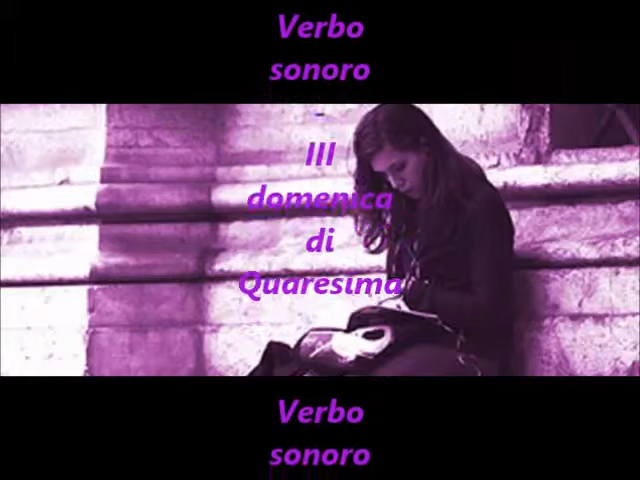 Verbo
sonoro
-
III
domenica
di
Quaresima
Verbo
sonoro